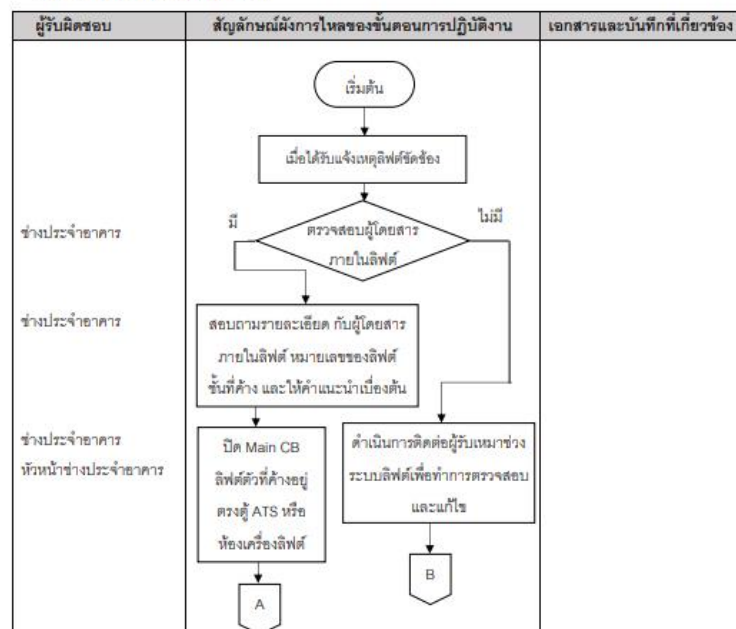 ผู้รับผิดชอบ
สัญลักษณ์ผังการไหลของขั้นตอนการปฏิบัติงาน
เอกสารและบันทึกที่เกี่ยวข้อง
เริ่มต้น
เมื่อได้รับแจ้งเหตุลิฟต์ขัดข้อง
ช่างประจำอาคาร
มี
ตรวจสอบผู้โดยสาร
ภายในลิฟต์
ไม่มี
ช่างประจำอาคาร
สอบถามรายละเอียด กับผู้โดยสาร
ภายในลิฟต์ หมายเลขของลิฟต์
ชั้นที่ค้าง และให้คำแนะนำเบื้องต้น
ช่างประจำอาคาร
หัวหน้าช่างประจำอาคาร
ปิด Main CB
ลิฟต์ตัวที่ค้างอยู่
ตรงตู้ ATS หรือ
ห้องเครื่องลิฟต์
ดำเนินการติดต่อผู้รับเหมาช่วง
ระบบลิฟต์เพื่อทำการตรวจสอบ
และแก้ไข
A
B